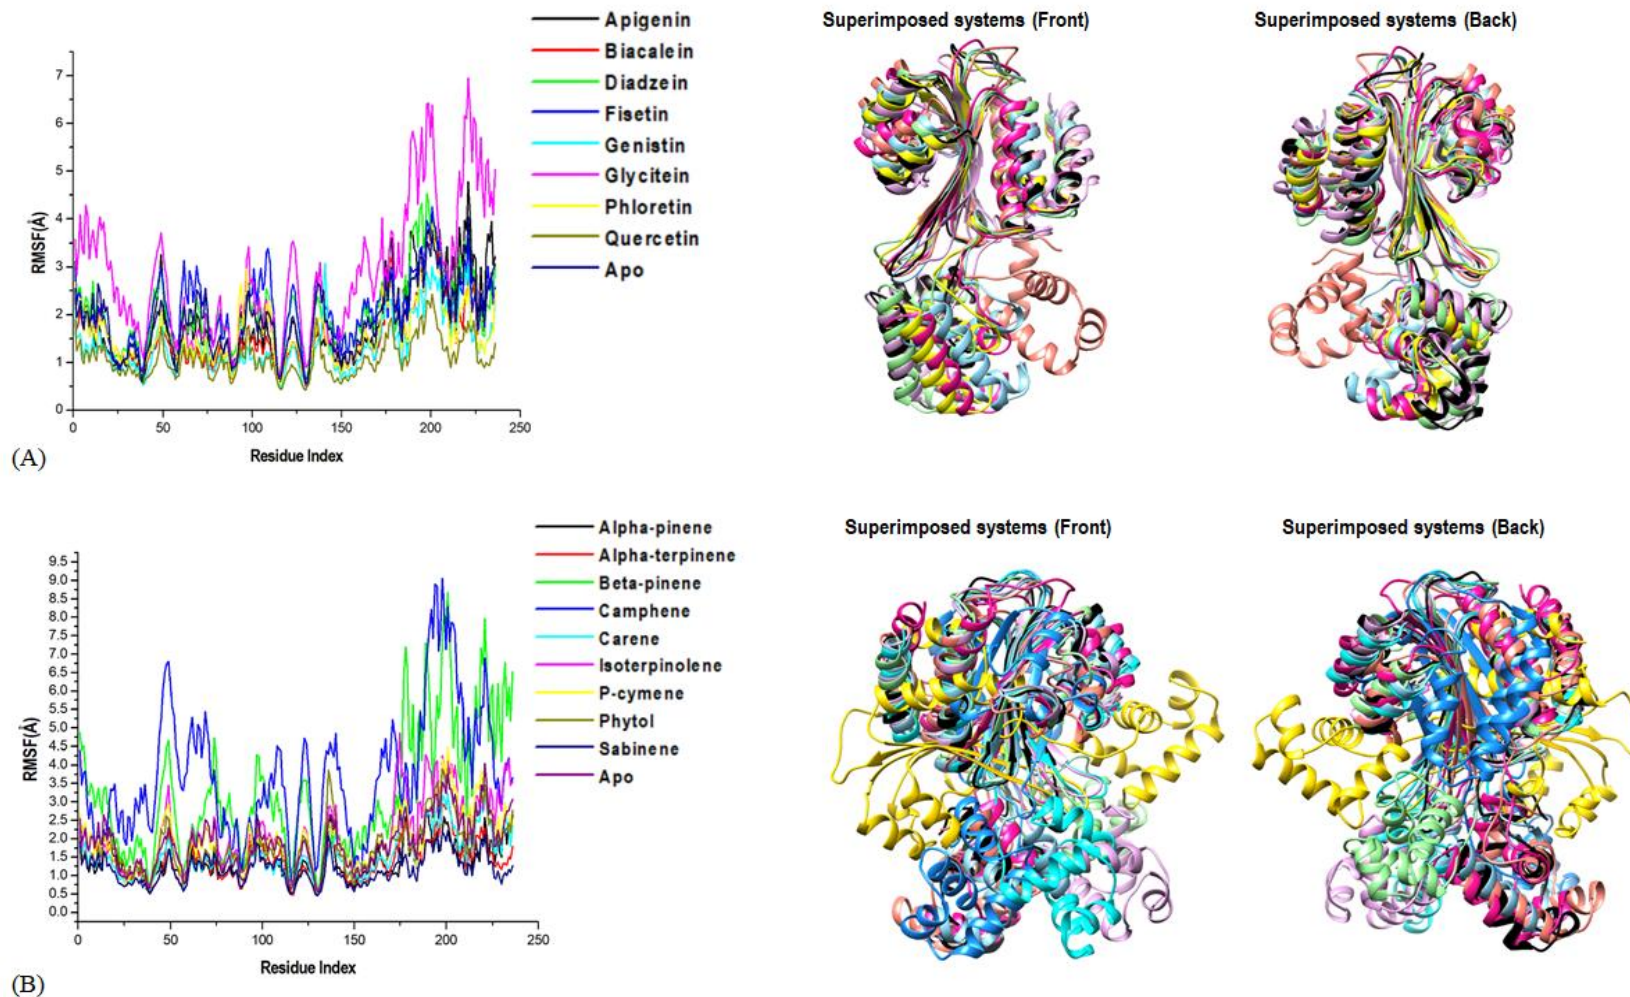 Apigenin
Biacalein
Diadzein
Fisetin
Genistin
Glycitein
Phloretin
Quercetin
Apo
RMSF(Å)
7
6
5
4
3
2
1
0
0 50 100 150 200 250
Residue Index
(A)
Superimposed systems (Front)
Superimposed systems (Back)
Alpha-pinene
Alpha-terpinene
Beta-pinene
Camphene
Carene
Isoterpinolene
P-cymene
Phytol
Sabinene
Apo
RMSF(Å)
9.5
9.0
8.5
8.0
7.5
7.0
6.5
6.0
5.5
5.0
4.5
4.0
3.5
3.0
2.5
2.0
1.5
1.0
0.5
0.0
0 50 100 150 200 250
Residue Index
(B)
Superimposed systems (Front)
Superimposed systems (Back)